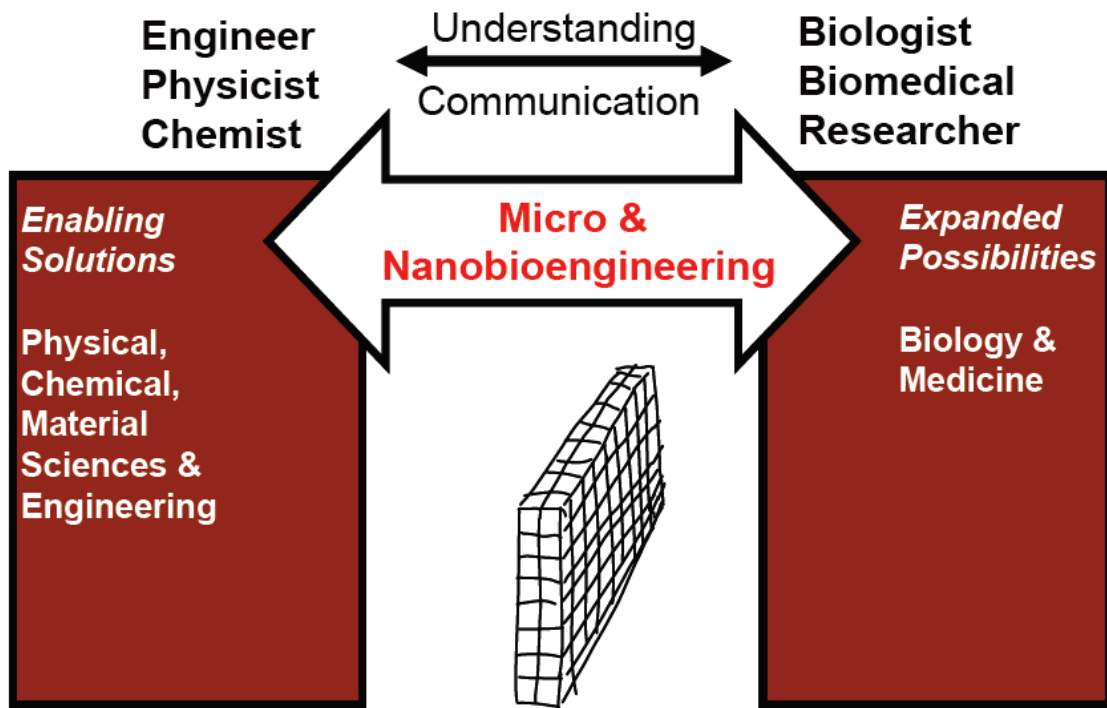 Engineer
Physicist
Chemist
Understanding
Communication
Biologist
Biomedical
Researcher
Enabling
Solutions
Physical,
Chemical,
Material
Sciences &
Engineering
Micro &
Nanobioengineering
Expanded
Possibilities
Biology &
Medicine